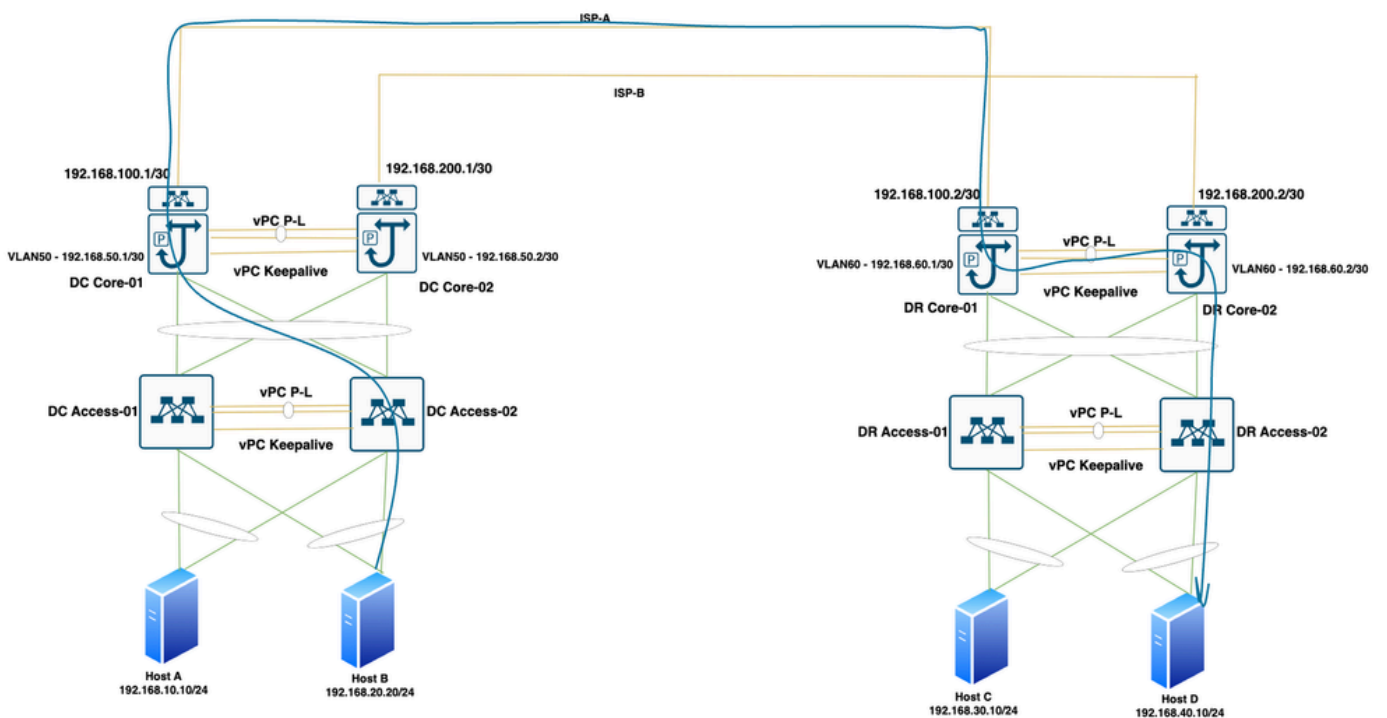 ISP-A
ISP-B
192.168.100.1/30
192.168.200.1/30
192.168.100.2/30
192.168.200.2/30
vPC P-L
P
P
VLAN50 - 192.168.50.1/30
VLAN50 - 192.168.50.2/30
vPC Keepalive
DC Core-01
DC Core-02
vPC P-L
P
P
VLAN60 - 192.168.60.1/30
VLAN60 - 192.168.60.2/30
vPC Keepalive
DR Core-01
DR Core-02
vPC P-L
DC Access-01
DC Access-02
vPC Keepalive
vPC P-L
DR Access-01
DR Access-02
vPC Keepalive
Host A
192.168.10.10/24
Host B
192.168.20.20/24
Host C
192.168.30.10/24
Host D
192.168.40.10/24